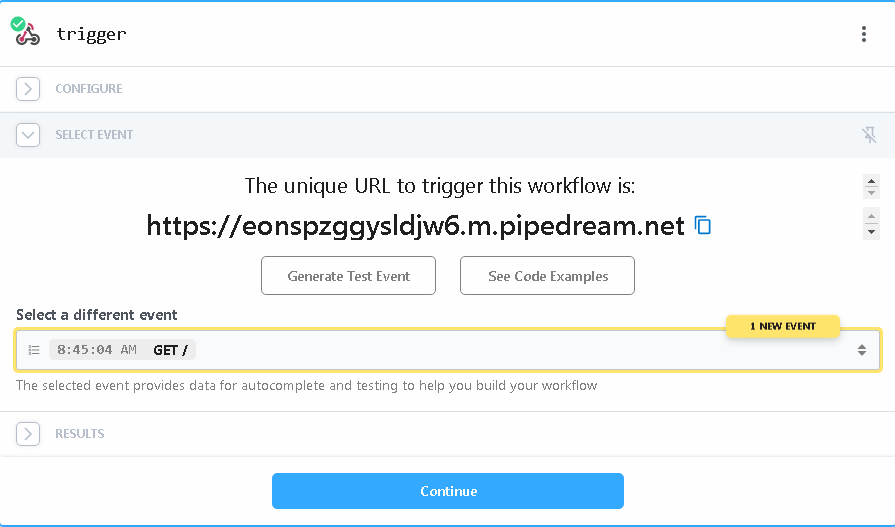 trigger
CONFIGURE
SELECT EVENT
The unique URL to trigger this workflow is:
https://eonspzggysldjw6.m.pipedream.net
Generate Test Event See Code Examples
Select a different event
1 NEW EVENT
8:45:04 AM GET /
The selected event provides data for autocomplete and testing to help you build your workflow
RESULTS
Continue